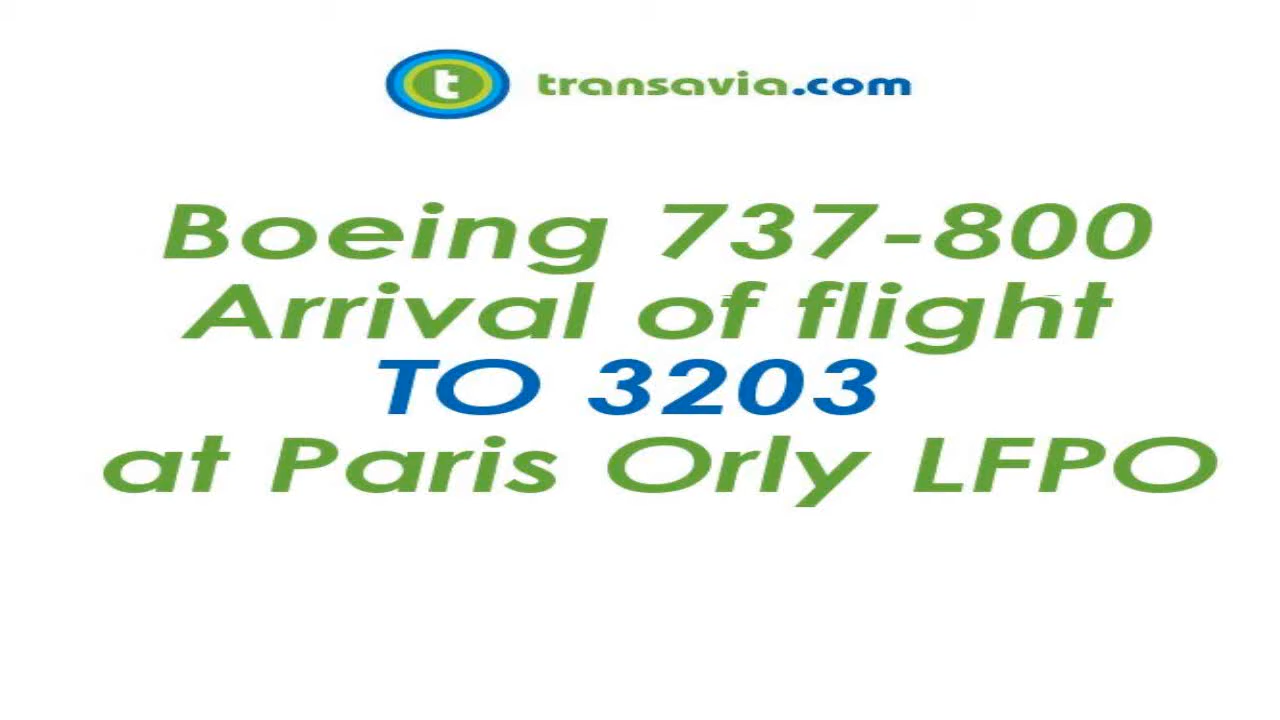 t transavia.com
Boeing 737-800
Arrival of flight
TO 3203
at Paris Orly LFPO